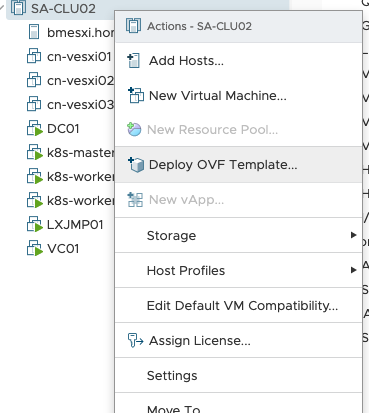 SA-CLU02
bmesxi.hor
cn-vesxi01
cn-vesxi02
cn-vesxi03
DC01
k8s-master
k8s-worker
k8s-worker
LXJMP01
VC01
Actions - SA-CLU02
Add Hosts...
New Virtual Machine...
New Resource Pool...
Deploy OVF Template...
New vApp...
Storage
Host Profiles
Edit Default VM Compatibility...
Assign License...
Settings
Move To...